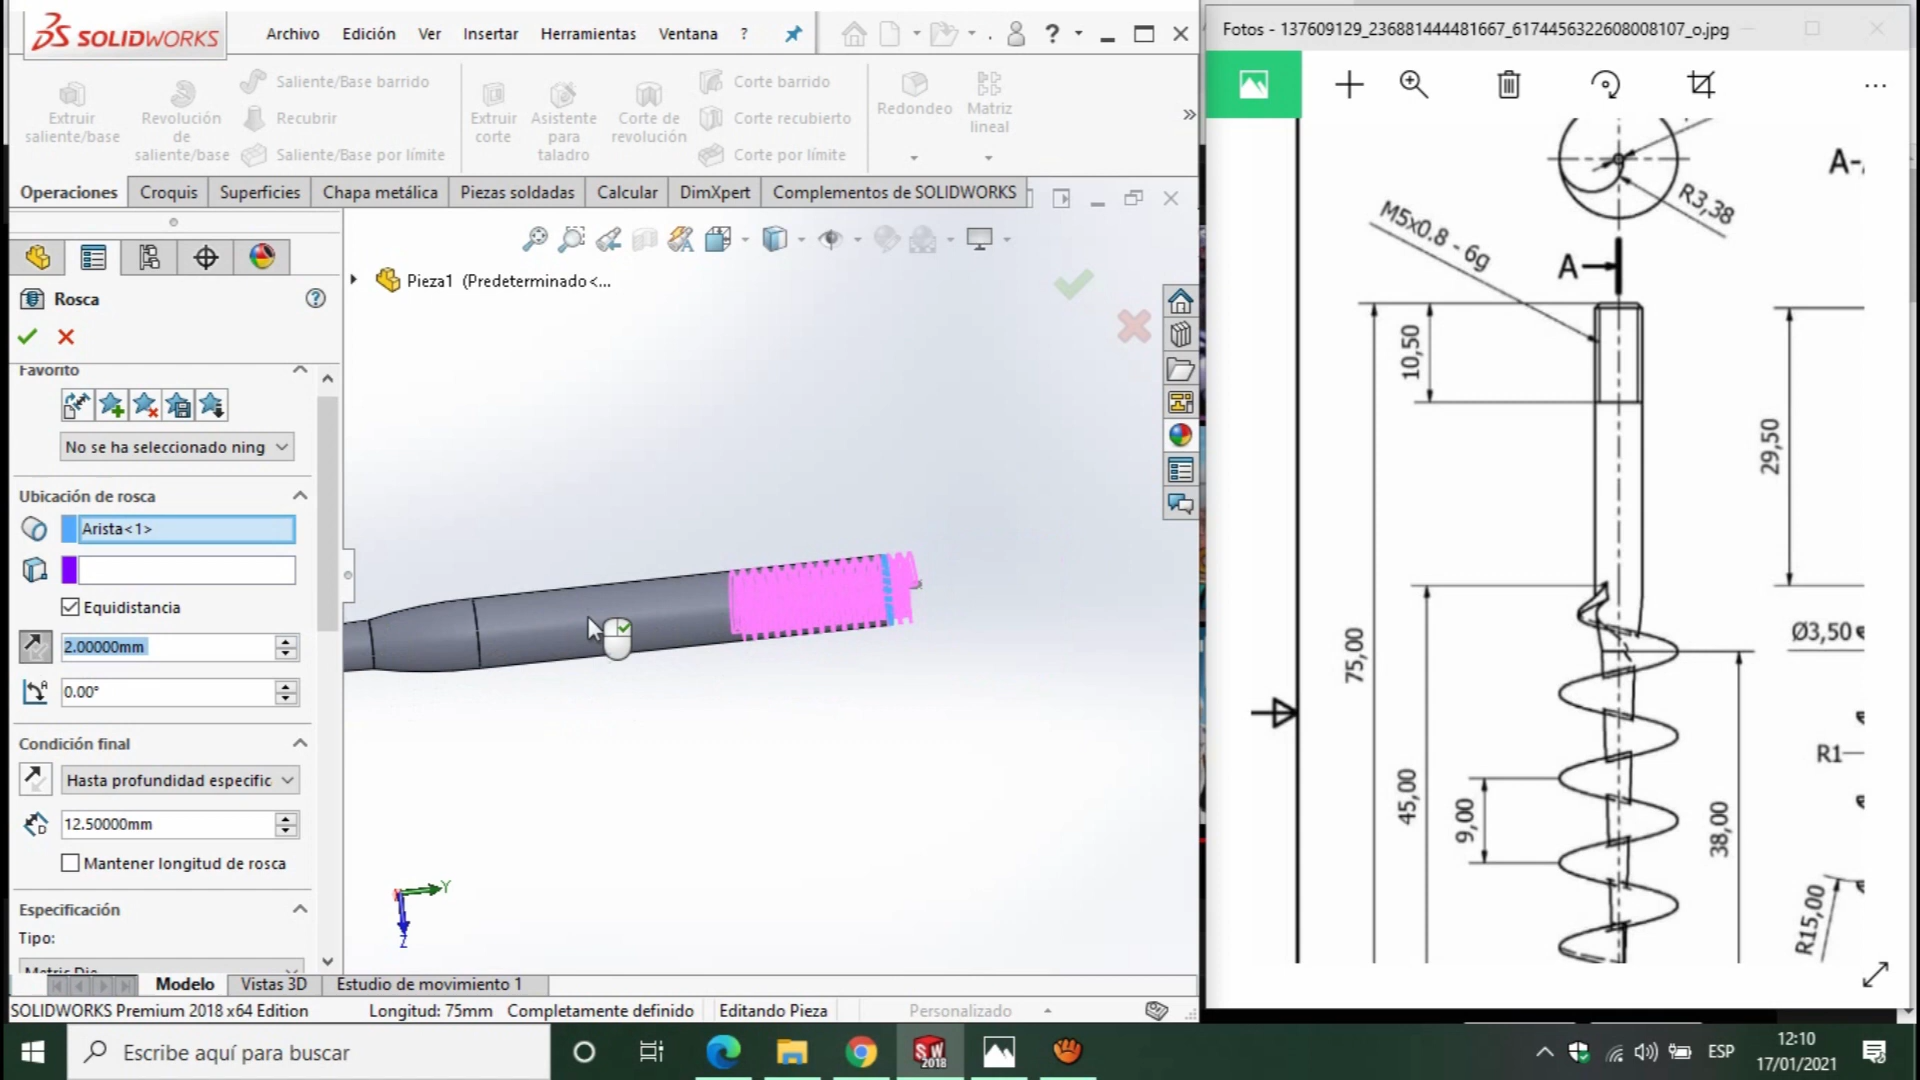 SOLIDWORKS
Archivo Edición Ver Insertar Herramientas Ventana ?
Extruir saliente/base
Revolución de saliente/base
Saliente/Base barrido
Recubrir
Saliente/Base por límite
Extruir corte
Asistente para taladro
Corte de revolución
Corte barrido
Corte recubierto
Corte por límite
Redondeo
Matriz lineal
Operaciones Croquis Superficies Chapa metálica Piezas soldadas Calcular DimXpert Complementos de SOLIDWORKS
Pieza1 (Predeterminado<...
Rosca
Favorito
No se ha seleccionado ning
Ubicación de rosca
Arista<1>
Equidistancia
2.00000mm
0.00°
Condición final
Hasta profundidad especific
12.50000mm
Mantener longitud de rosca
Especificación
Tipo:
Metric Die
Y
Z
Modelo Vistas 3D Estudio de movimiento 1
SOLIDWORKS Premium 2018 x64 Edition Longitud: 75mm Completamente definido Editando Pieza Personalizado
Fotos - 137609129_236881444481667_6174456322608008107_o.jpg
A-
R3,38
M5x0.8 - 6g
A
10,50
29,50
75,00
Ø3,50
45,00
9,00
38,00
R1
R15,00
Escribe aquí para buscar
SW
2018
ESP
12:10
17/01/2021